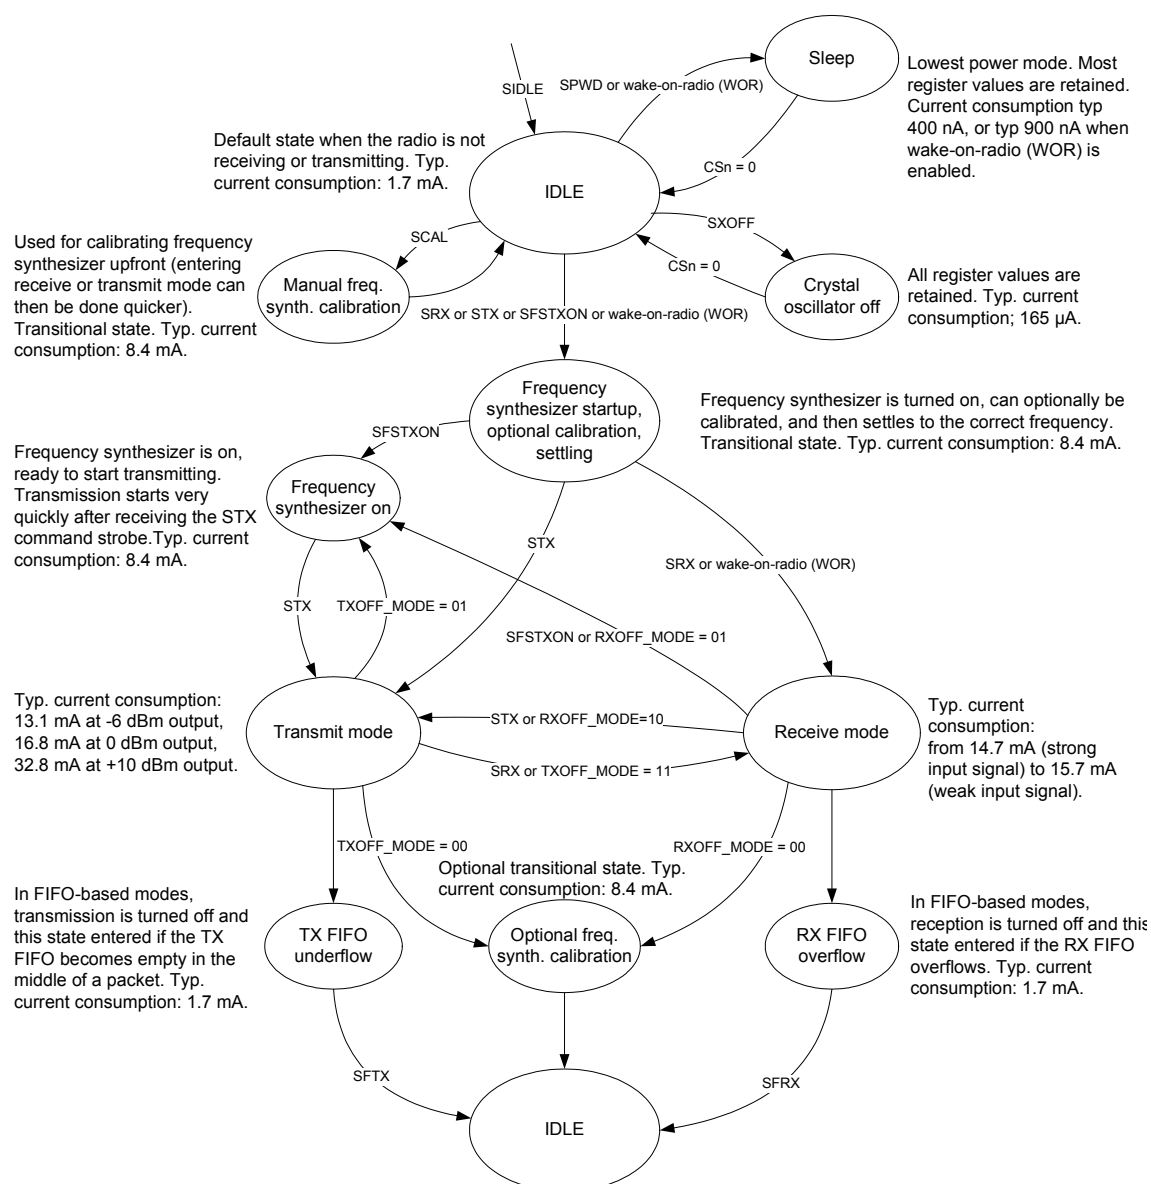 Sleep
Lowest power mode. Most
register values are retained.
Current consumption typ
400 nA, or typ 900 nA when
wake-on-radio (WOR) is
enabled.
SPWD or wake-on-radio (WOR)
SIDLE
Default state when the radio is not
receiving or transmitting. Typ.
current consumption: 1.7 mA.
CSn = 0
IDLE
SXOFF
SCAL
CSn = 0
Used for calibrating frequency
synthesizer upfront (entering
receive or transmit mode can
then be done quicker).
Transitional state. Typ. current
consumption: 8.4 mA.
Manual freq.
synth. calibration
Crystal
oscillator off
All register values are
retained. Typ. current
consumption; 165 µA.
SRX or STX or SFSTXON or wake-on-radio (WOR)
Frequency
synthesizer startup,
optional calibration,
settling
Frequency synthesizer is turned on, can optionally be
calibrated, and then settles to the correct frequency.
Transitional state. Typ. current consumption: 8.4 mA.
SFSTXON
Frequency synthesizer is on,
ready to start transmitting.
Transmission starts very
quickly after receiving the STX
command strobe.Typ. current
consumption: 8.4 mA.
Frequency
synthesizer on
STX
SRX or wake-on-radio (WOR)
STX
TXOFF_MODE = 01
SFSTXON or RXOFF_MODE = 01
Typ. current consumption:
13.1 mA at -6 dBm output,
16.8 mA at 0 dBm output,
32.8 mA at +10 dBm output.
Transmit mode
STX or RXOFF_MODE=10
SRX or TXOFF_MODE = 11
Receive mode
Typ. current
consumption:
from 14.7 mA (strong
input signal) to 15.7 mA
(weak input signal).
TXOFF_MODE = 00
RXOFF_MODE = 00
Optional transitional state. Typ.
current consumption: 8.4 mA.
In FIFO-based modes,
transmission is turned off and
this state entered if the TX
FIFO becomes empty in the
middle of a packet. Typ.
current consumption: 1.7 mA.
TX FIFO
underflow
Optional freq.
synth. calibration
RX FIFO
overflow
In FIFO-based modes,
reception is turned off and this
state entered if the RX FIFO
overflows. Typ. current
consumption: 1.7 mA.
SFTX
SFRX
IDLE